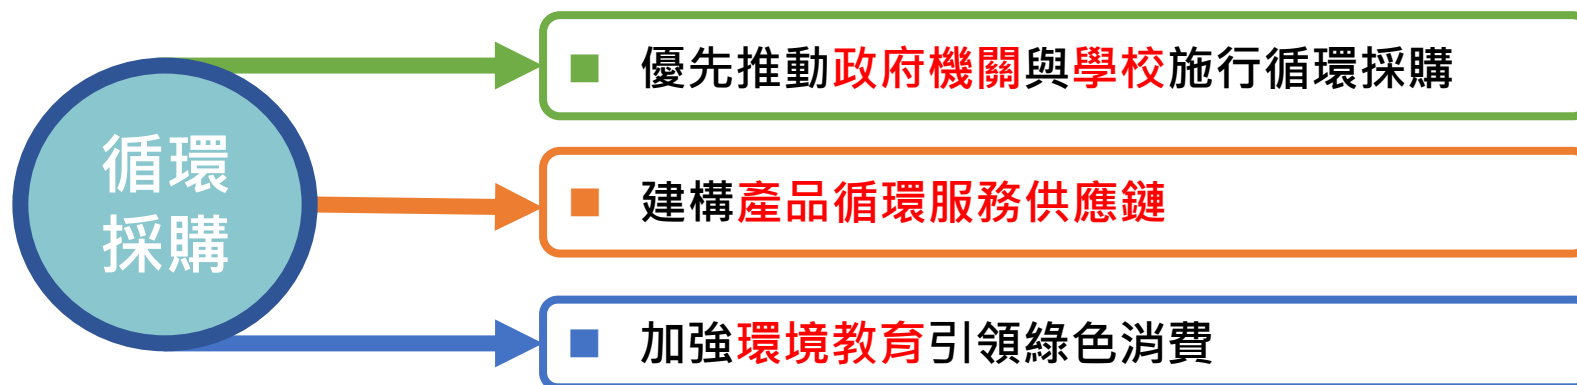 循環
採購
■ 優先推動政府機關與學校施行循環採購
■ 建構產品循環服務供應鏈
■ 加強環境教育引領綠色消費